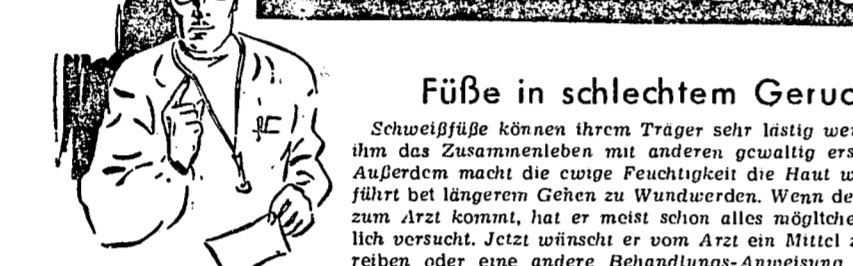 Füße in schlechtem Geruc
Schweißfüße können ihrem Träger sehr lästig we
ihm das Zusammenleben mit anderen gewaltig ers
Außerdem macht die ewige Feuchtigkeit die Haut w
führt bei längerem Gehen zu Wundwerden. Wenn de
zum Arzt kommt, hat er meist schon alles mögliche
lich versucht. Jetzt wünscht er vom Arzt ein Mittel z
reiben oder eine andere Behandlungs-Anweisung